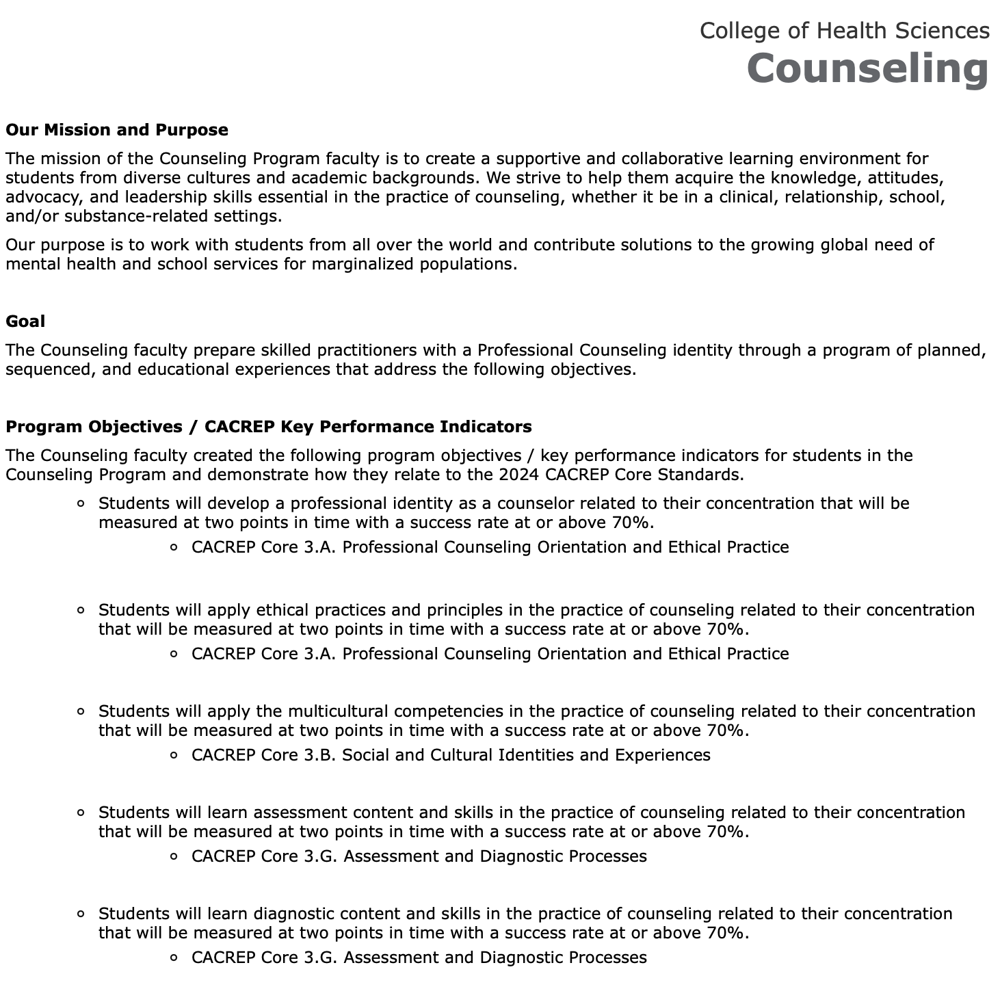 College of Health Sciences
Counseling
Our Mission and Purpose
The mission of the Counseling Program faculty is to create a supportive and collaborative learning environment for
students from diverse cultures and academic backgrounds. We strive to help them acquire the knowledge, attitudes,
advocacy, and leadership skills essential in the practice of counseling, whether it be in a clinical, relationship, school,
and/or substance-related settings.
Our purpose is to work with students from all over the world and contribute solutions to the growing global need of
mental health and school services for marginalized populations.
Goal
The Counseling faculty prepare skilled practitioners with a Professional Counseling identity through a program of planned,
sequenced, and educational experiences that address the following objectives.
Program Objectives / CACREP Key Performance Indicators
The Counseling faculty created the following program objectives / key performance indicators for students in the
Counseling Program and demonstrate how they relate to the 2024 CACREP Core Standards.
Students will develop a professional identity as a counselor related to their concentration that will be
measured at two points in time with a success rate at or above 70%.
CACREP Core 3.A. Professional Counseling Orientation and Ethical Practice
Students will apply ethical practices and principles in the practice of counseling related to their concentration
that will be measured at two points in time with a success rate at or above 70%.
CACREP Core 3.A. Professional Counseling Orientation and Ethical Practice
Students will apply the multicultural competencies in the practice of counseling related to their concentration
that will be measured at two points in time with a success rate at or above 70%.
CACREP Core 3.B. Social and Cultural Identities and Experiences
Students will learn assessment content and skills in the practice of counseling related to their concentration
that will be measured at two points in time with a success rate at or above 70%.
CACREP Core 3.G. Assessment and Diagnostic Processes
Students will learn diagnostic content and skills in the practice of counseling related to their concentration
that will be measured at two points in time with a success rate at or above 70%.
CACREP Core 3.G. Assessment and Diagnostic Processes